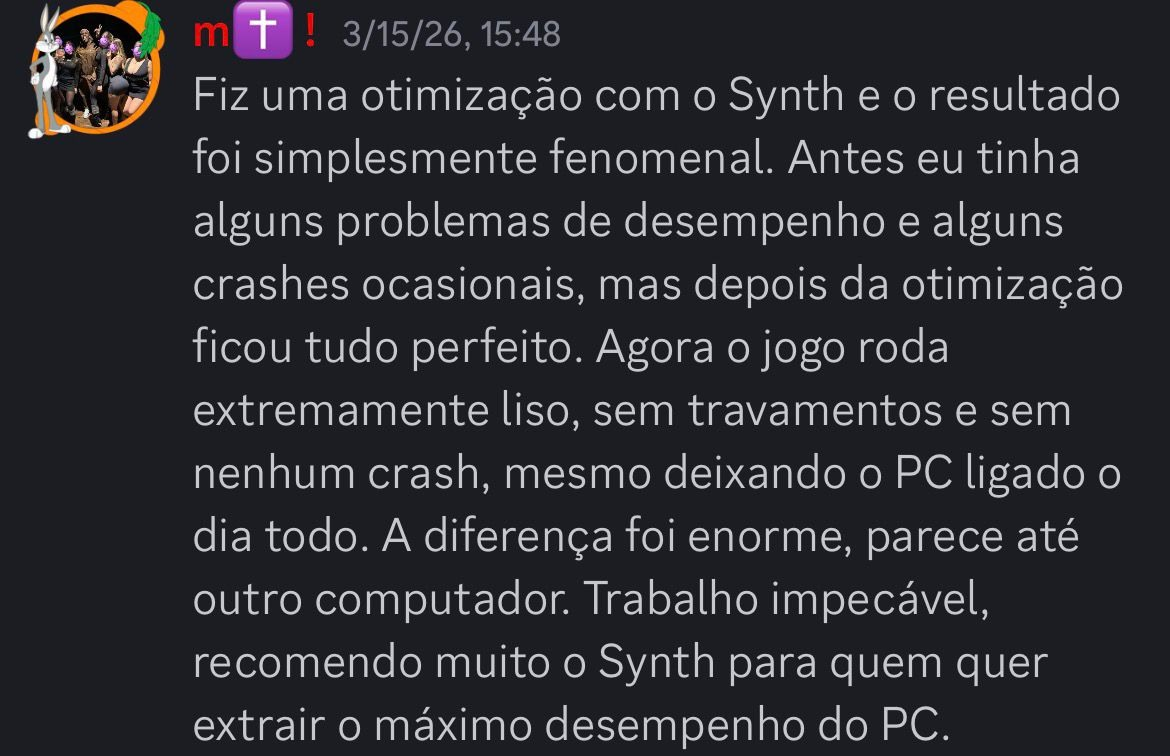 m✝️! 3/15/26, 15:48
Fiz uma otimização com o Synth e o resultado
foi simplesmente fenomenal. Antes eu tinha
alguns problemas de desempenho e alguns
crashes ocasionais, mas depois da otimização
ficou tudo perfeito. Agora o jogo roda
extremamente liso, sem travamentos e sem
nenhum crash, mesmo deixando o PC ligado o
dia todo. A diferença foi enorme, parece até
outro computador. Trabalho impecável,
recomendo muito o Synth para quem quer
extrair o máximo desempenho do PC.